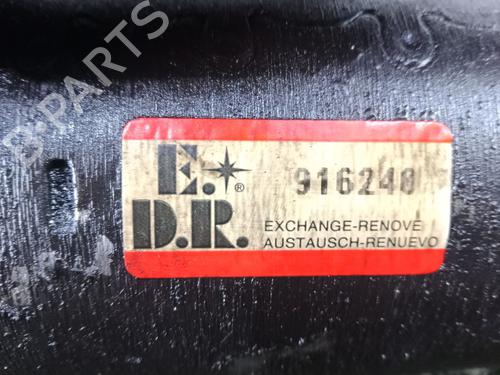 B-PARTS
E.® 916240
D.R. EXCHANGE-RENOVE
AUSTAUSCH-RENUEVO